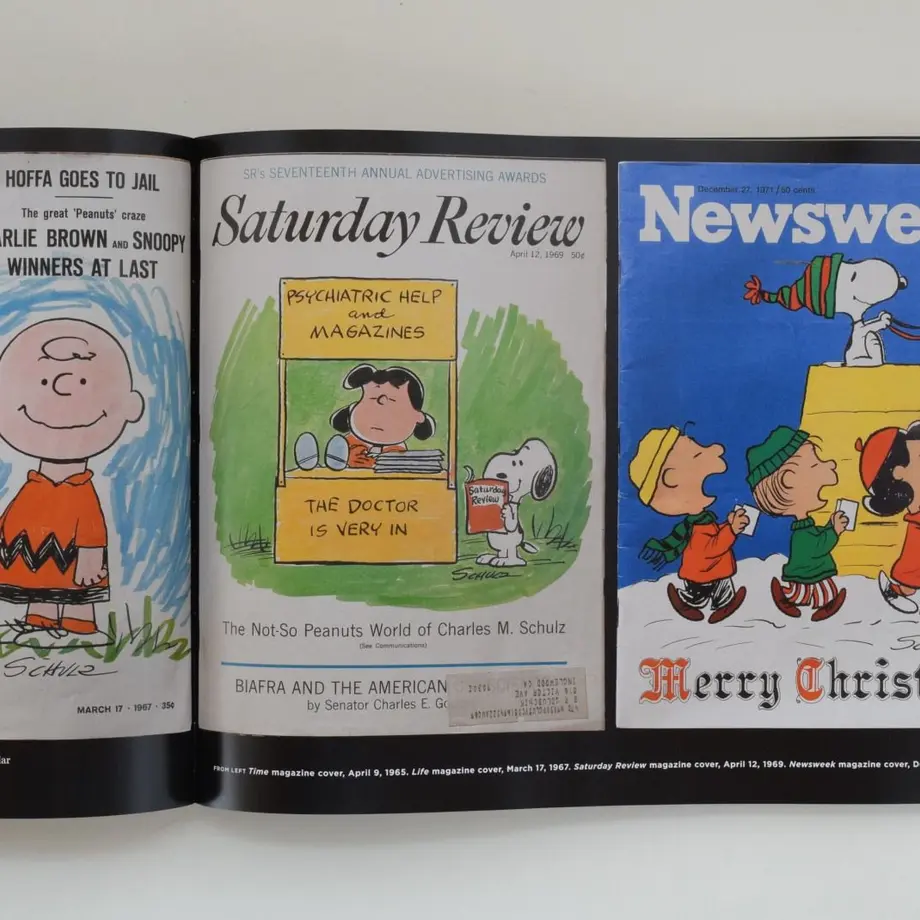 HOFFA GOES TO JAIL
The great 'Peanuts' craze
ARLIE BROWN AND SNOOPY
WINNERS AT LAST
SCHULZ
MARCH 17 · 1967 · 35¢
lar
SR's SEVENTEENTH ANNUAL ADVERTISING AWARDS
Saturday Review
April 12, 1969 50¢
PSYCHIATRIC HELP
and
MAGAZINES
Saturday
Review
THE DOCTOR
IS VERY IN
SCHULZ
The Not-So Peanuts World of Charles M. Schulz
(See Communications)
BIAFRA AND THE AMERICAN
by Senator Charles E. Go
INGLEWOOD CA
December 27, 1971 / 50 cents
Newswe
Merry Christ
FROM LEFT Time magazine cover, April 9, 1965. Life magazine cover, March 17, 1967. Saturday Review magazine cover, April 12, 1969. Newsweek magazine cover, D